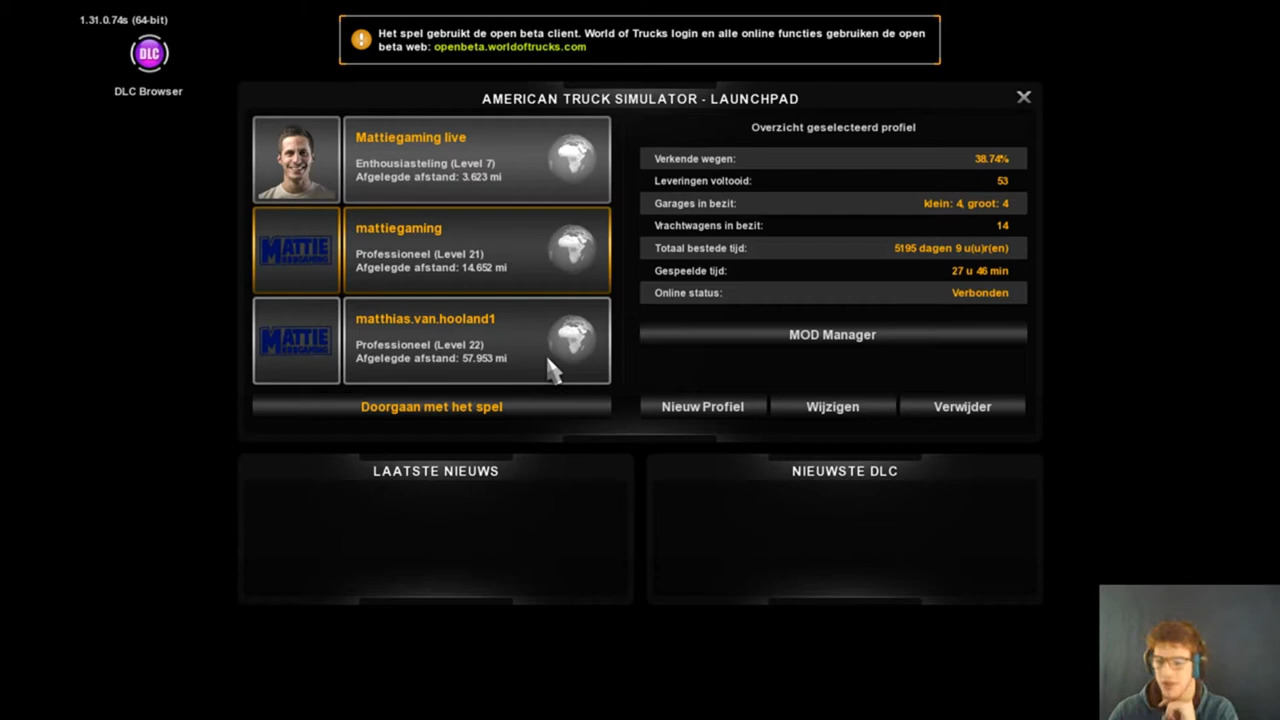 1.31.0.74s (64-bit)
DLC
DLC Browser
Het spel gebruikt de open beta client. World of Trucks login en alle online functies gebruiken de open
beta web: openbeta.worldoftrucks.com
AMERICAN TRUCK SIMULATOR - LAUNCHPAD
Mattiegaming live
Enthousiasteling (Level 7)
Afgelegde afstand: 3.623 mi
MATTIE
GAMING
mattiegaming
Professioneel (Level 21)
Afgelegde afstand: 14.652 mi
MATTIE
GAMING
matthias.van.hooland1
Professioneel (Level 22)
Afgelegde afstand: 57.953 mi
Doorgaan met het spel
Overzicht geselecteerd profiel
Verkende wegen: 38.74%
Leveringen voltooid: 53
Garages in bezit: klein: 4, groot: 4
Vrachtwagens in bezit: 14
Totaal bestede tijd: 5195 dagen 9 u(u)r(en)
Gespeelde tijd: 27 u 46 min
Online status: Verbonden
MOD Manager
Nieuw Profiel Wijzigen Verwijder
LAATSTE NIEUWS
NIEUWSTE DLC